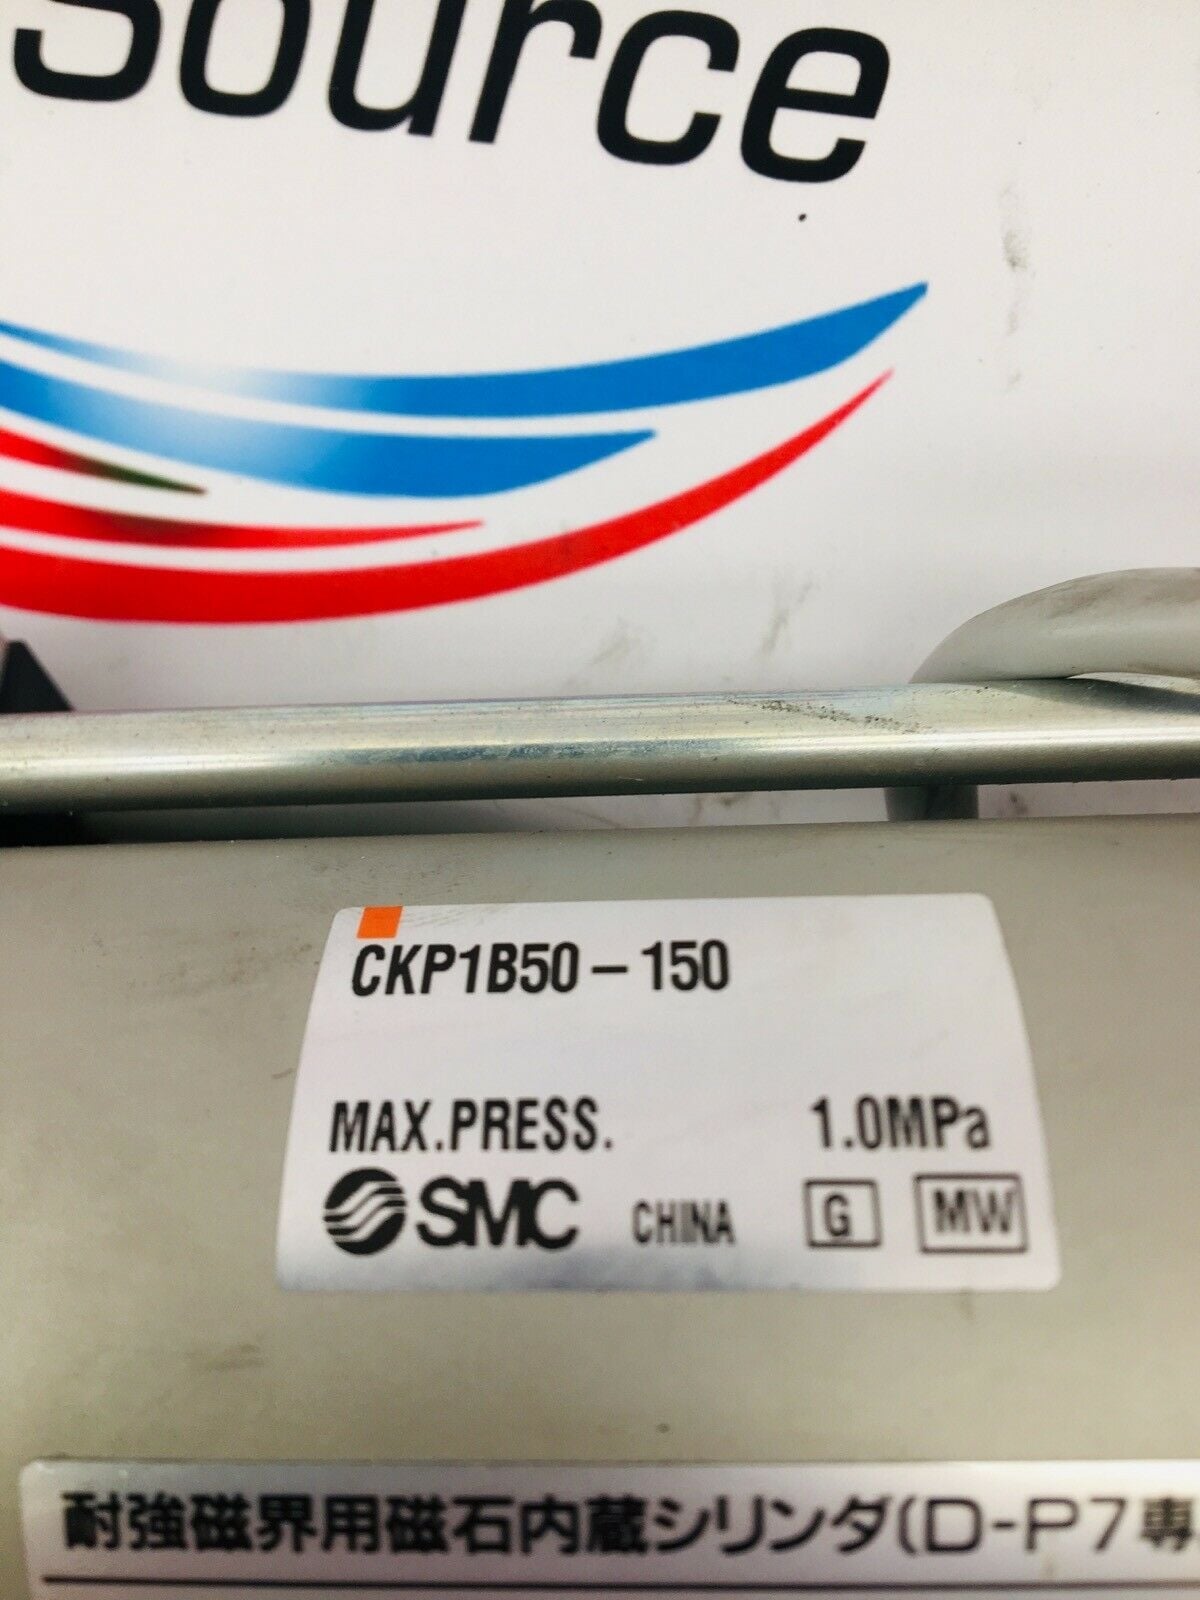 Source
CKP1B50-150
MAX.PRESS. 1.0MPa
SMC CHINA G MW
耐強磁界用磁石内蔵シリンダ(D-P7専